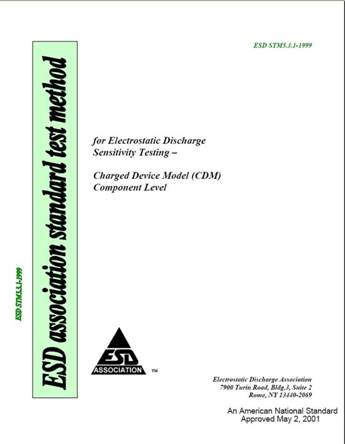 ESD STM5.3.1-1999
ESD association standard test method
for Electrostatic Discharge
Sensitivity Testing –
Charged Device Model (CDM)
Component Level
ESD STM5.3.1-1999
ESD
ASSOCIATION
TM
Electrostatic Discharge Association
7900 Turin Road, Bldg.3, Suite 2
Rome, NY 13440-2069
An American National Standard
Approved May 2, 2001